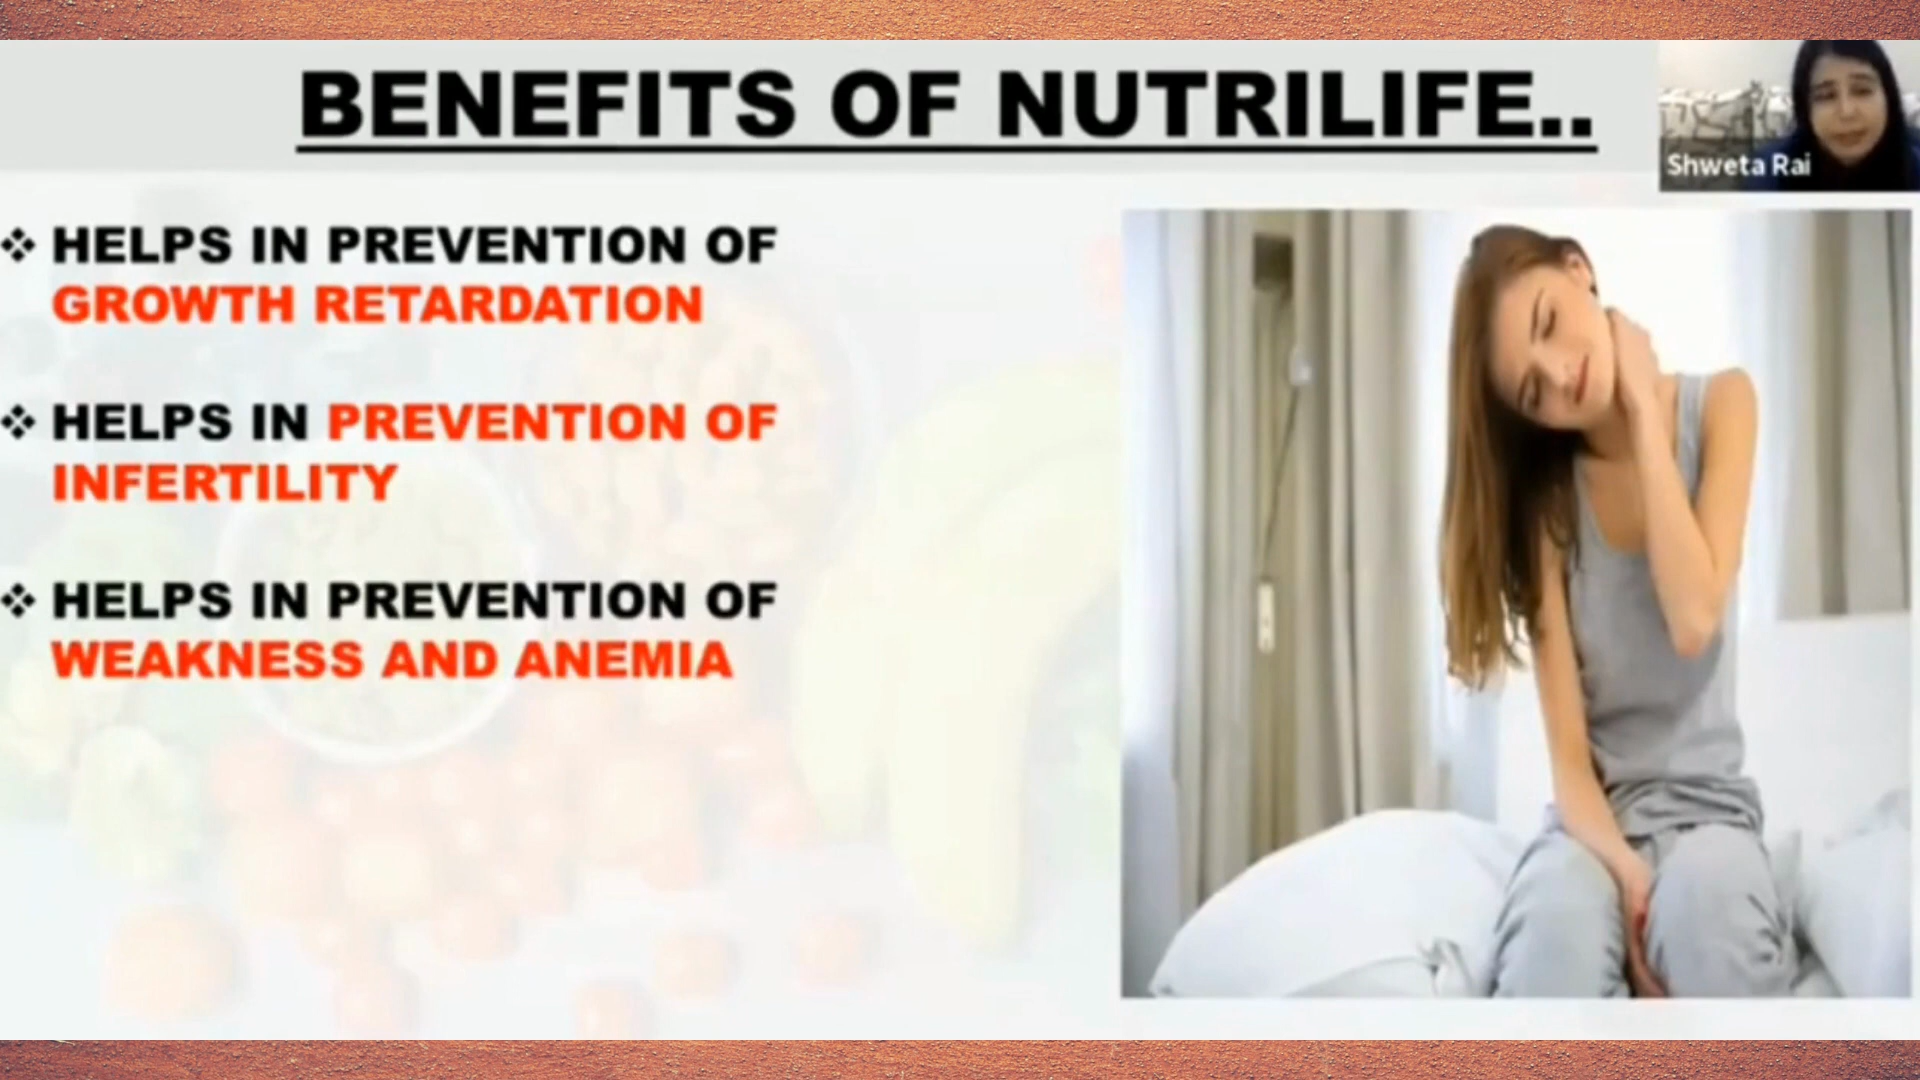 BENEFITS OF NUTRILIFE..
Shweta Rai
❖ HELPS IN PREVENTION OF
GROWTH RETARDATION
❖ HELPS IN PREVENTION OF
INFERTILITY
❖ HELPS IN PREVENTION OF
WEAKNESS AND ANEMIA